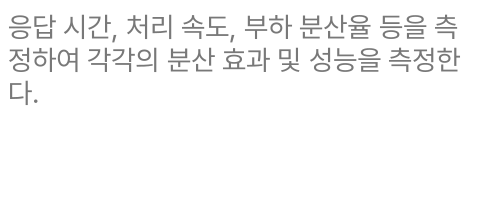 응답 시간, 처리 속도, 부하 분산율 등을 측
정하여 각각의 분산 효과 및 성능을 측정한
다.